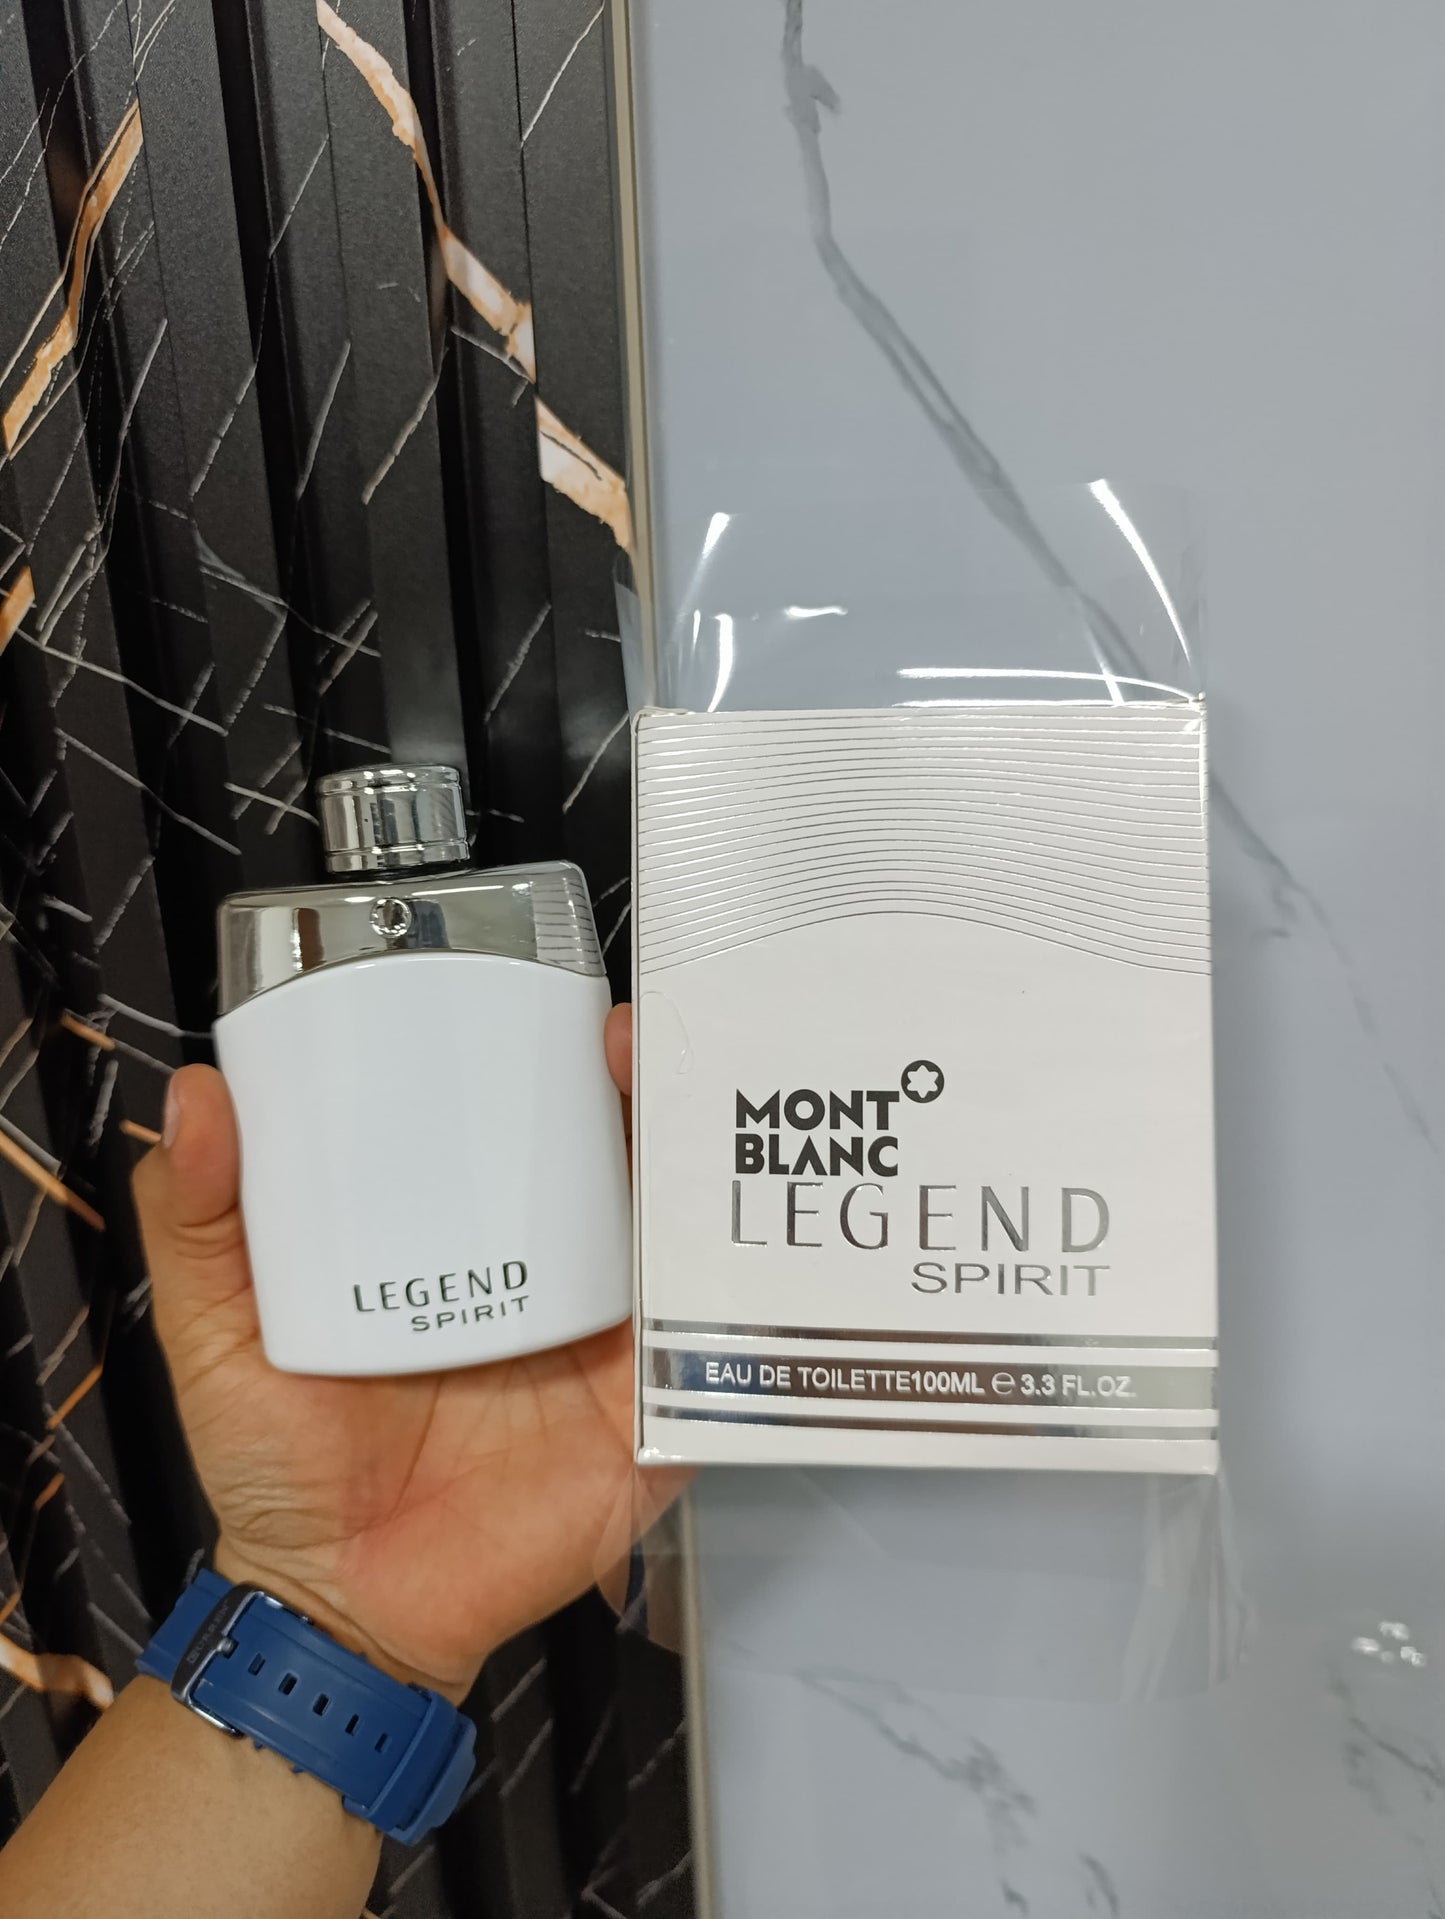 LEGEND
SPIRIT
MONT
BLANC
LEGEND
SPIRIT
EAU DE TOILETTE100ML ℮ 3.3 FL.OZ.